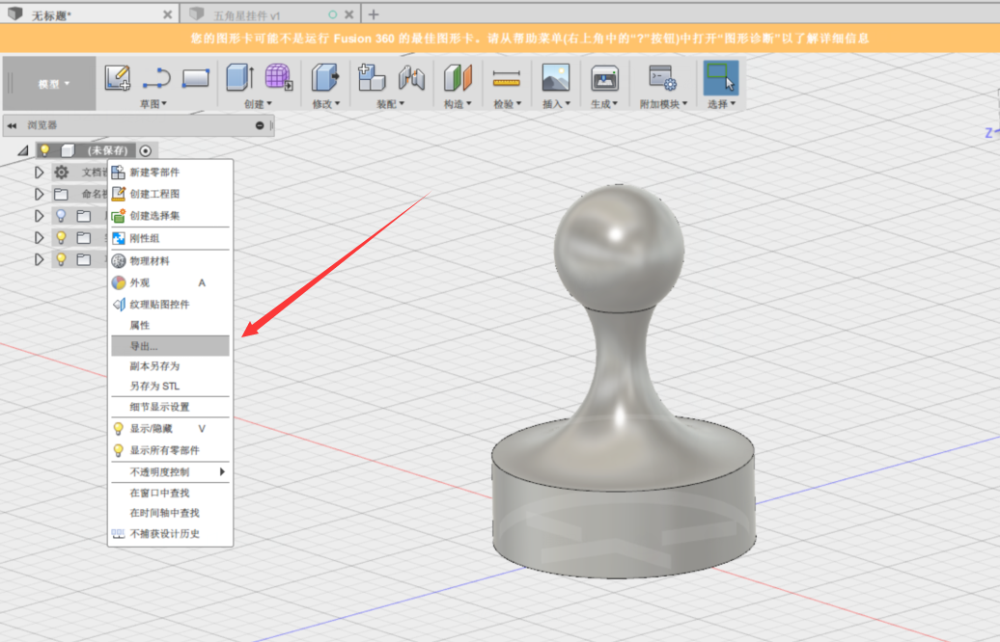 无标题*
五角星挂件 v1
您的图形卡可能不是运行 Fusion 360 的最佳图形卡。请从帮助菜单(右上角中的“?”按钮)中打开“图形诊断”以了解详细信息
模型
草图
创建
修改
装配
构造
检验
插入
生成
附加模块
选择
浏览器
(未保存)
文档
命名
新建零部件
创建工程图
创建选择集
刚性组
物理材料
外观 A
纹理贴图控件
属性
导出...
副本另存为
另存为 STL
细节显示设置
显示/隐藏 V
显示所有零部件
不透明度控制
在窗口中查找
在时间轴中查找
不捕获设计历史
Z